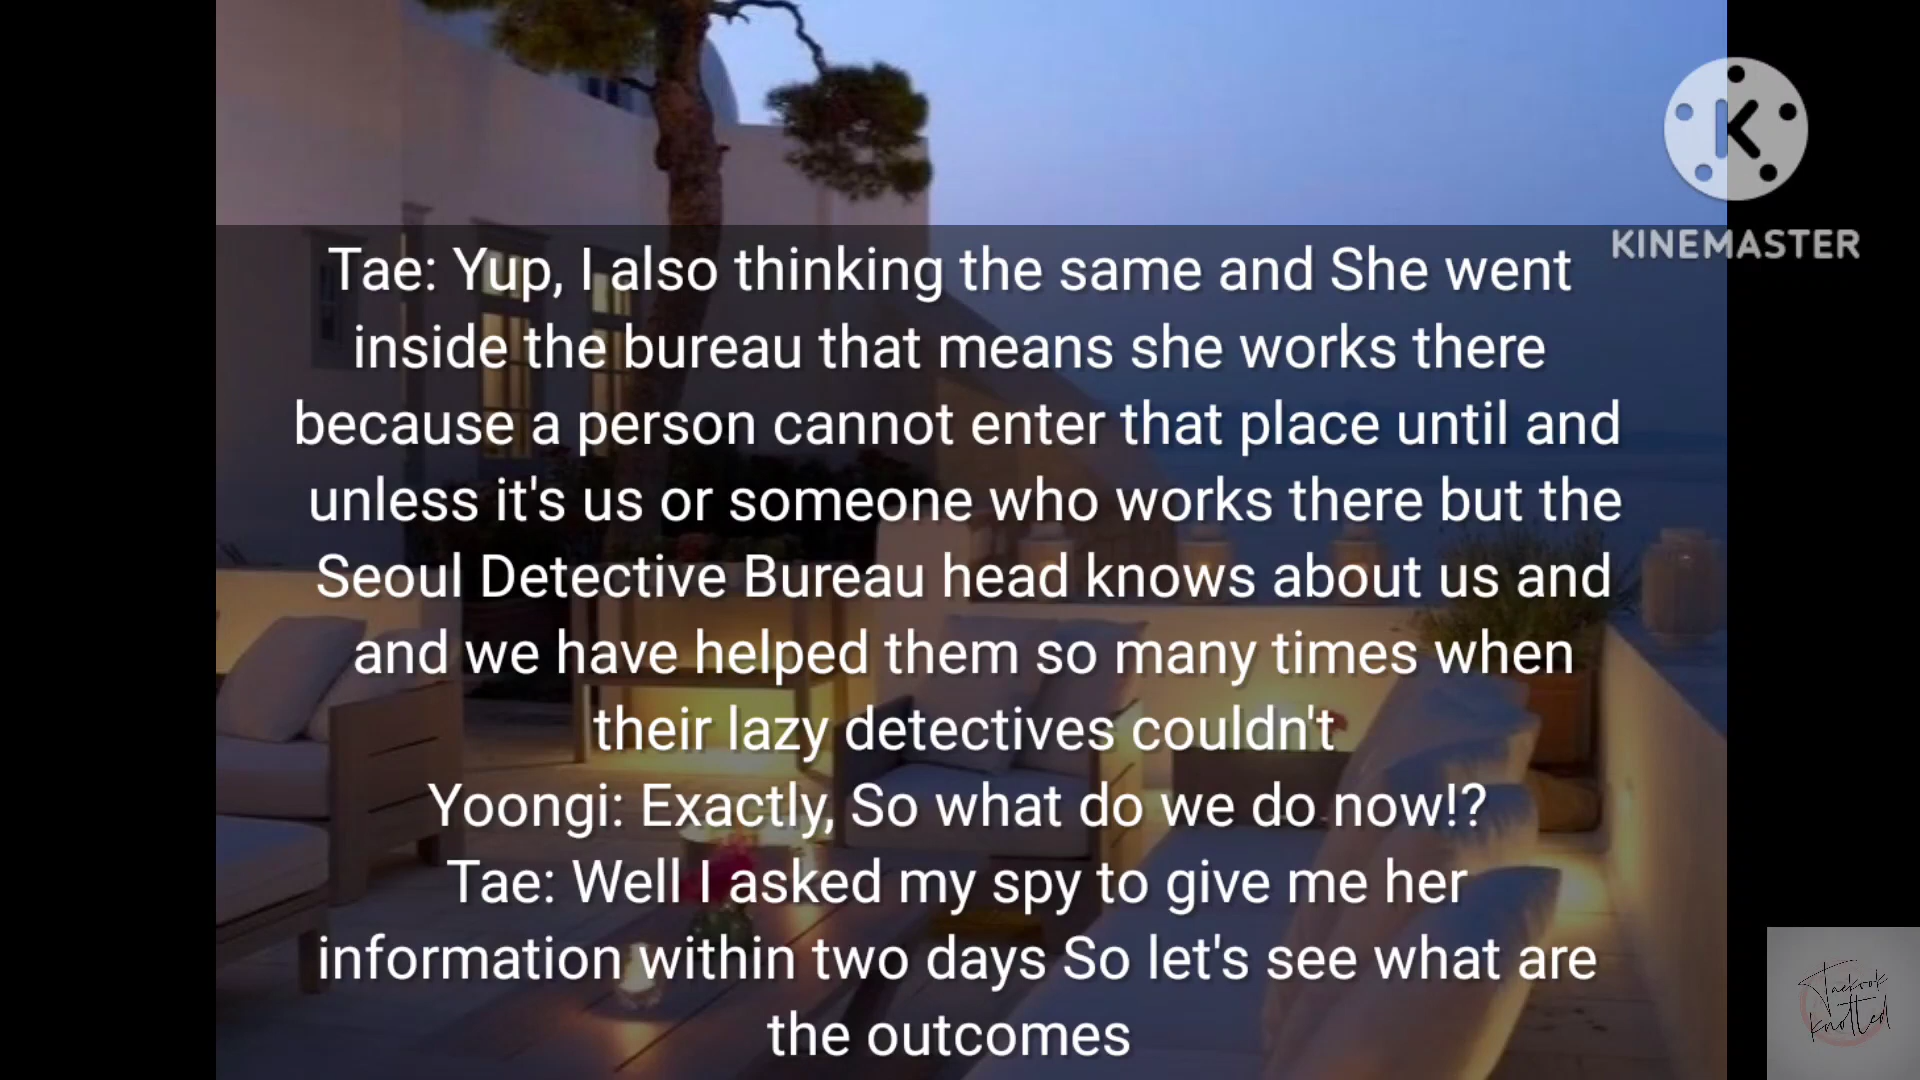 KINEMASTER
Tae: Yup, I also thinking the same and She went
inside the bureau that means she works there
because a person cannot enter that place until and
unless it's us or someone who works there but the
Seoul Detective Bureau head knows about us and
and we have helped them so many times when
their lazy detectives couldn't
Yoongi: Exactly, So what do we do now!?
Tae: Well I asked my spy to give me her
information within two days So let's see what are
the outcomes
Taekook
knotted